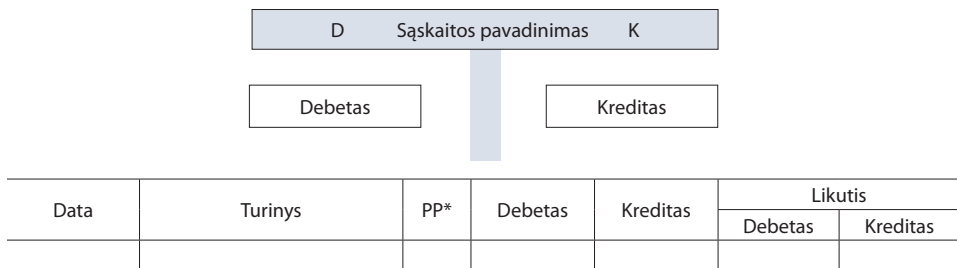 D Sąskaitos pavadinimas K
Debetas Kreditas
Data Turinys PP* Debetas Kreditas Likutis
Debetas Kreditas